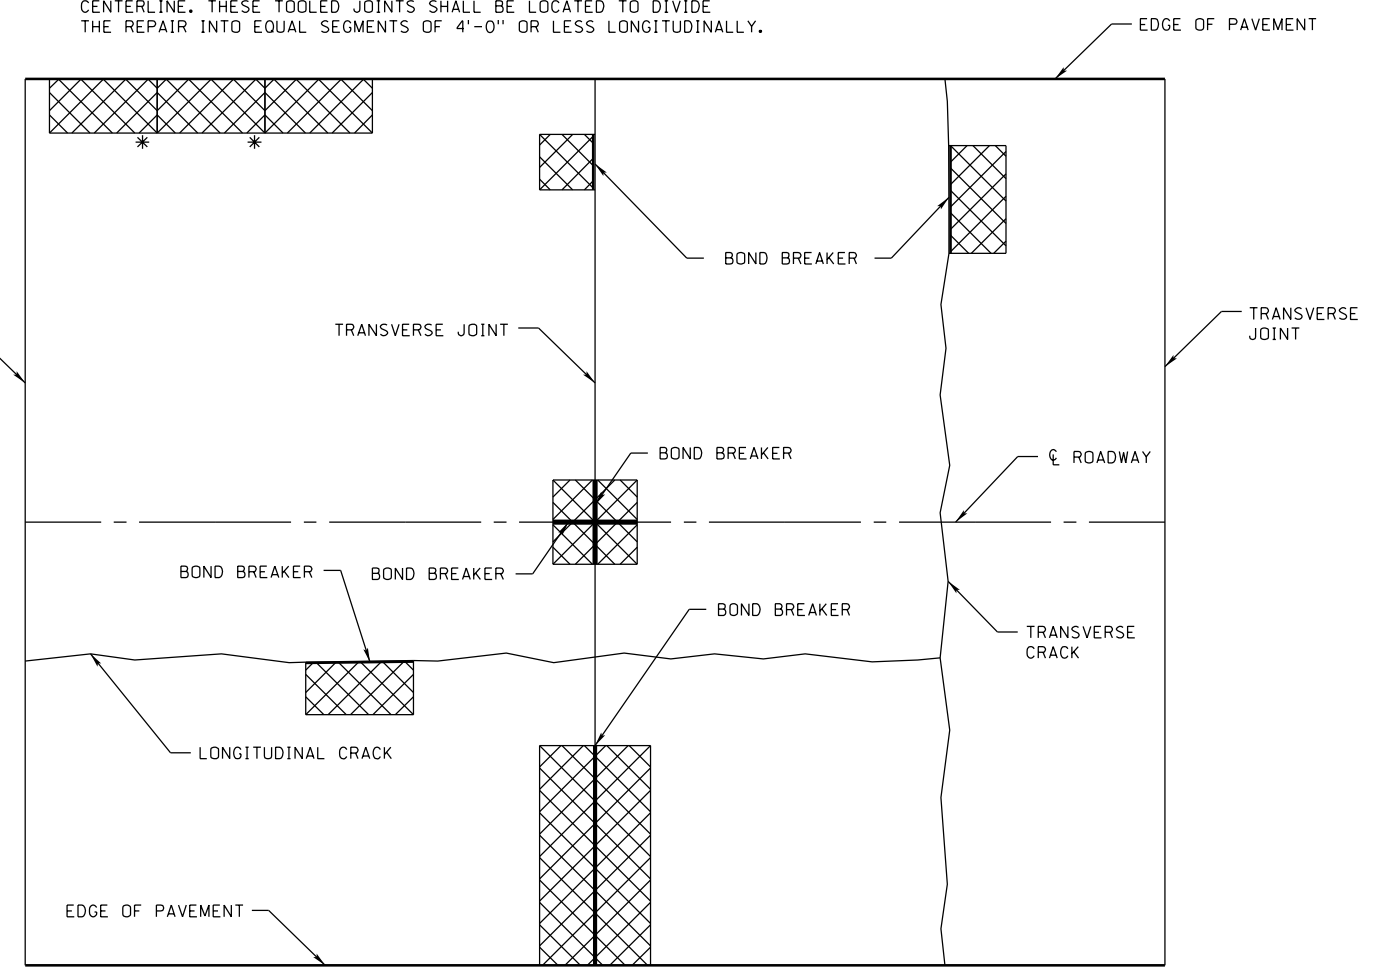 CENTERLINE. THESE TOOLED JOINTS SHALL BE LOCATED TO DIVIDE
THE REPAIR INTO EQUAL SEGMENTS OF 4'-0" OR LESS LONGITUDINALLY.
EDGE OF PAVEMENT
* *
BOND BREAKER
TRANSVERSE JOINT
TRANSVERSE
JOINT
BOND BREAKER
℄ ROADWAY
BOND BREAKER
BOND BREAKER
BOND BREAKER
TRANSVERSE
CRACK
LONGITUDINAL CRACK
EDGE OF PAVEMENT